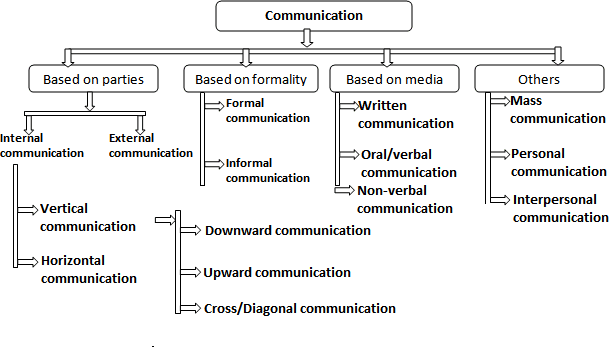 Communication
Based on parties
Based on formality
Based on media
Others
Internal
communication
External
communication
Vertical
communication
Horizontal
communication
Downward communication
Upward communication
Cross/Diagonal communication
Formal
communication
Informal
communication
Written
communication
Oral/verbal
communication
Non-verbal
communication
Mass
communication
Personal
communication
Interpersonal
communication